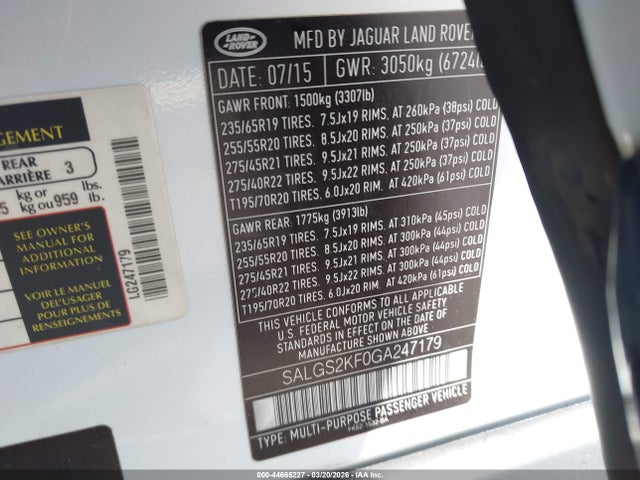 GEMENT
REAR
ARRIÈRE 3
5 kg or kg ou 959 lbs. lb.
SEE OWNER'S
MANUAL FOR
ADDITIONAL
INFORMATION
VOIR LE MANUEL
DE L'USAGER
POUR PLUS DE
RENSEIGNEMENTS
LG247179
LAND ROVER
MFD BY JAGUAR LAND ROVER
DATE: 07/15 GWR: 3050kg (6724l
GAWR FRONT: 1500kg (3307lb)
235/65R19 TIRES. 7.5Jx19 RIMS. AT 260kPa (38psi) COLD
255/55R20 TIRES. 8.5Jx20 RIMS. AT 250kPa (37psi) COLD
275/45R21 TIRES. 9.5Jx21 RIMS. AT 250kPa (37psi) COLD
275/40R22 TIRES. 9.5Jx22 RIMS. AT 250kPa (37psi) COLD
T195/70R20 TIRES. 6.0Jx20 RIM. AT 420kPa (61psi) COLD
GAWR REAR: 1775kg (3913lb)
235/65R19 TIRES. 7.5Jx19 RIMS. AT 310kPa (45psi) COLD
255/55R20 TIRES. 8.5Jx20 RIMS. AT 300kPa (44psi) COLD
275/45R21 TIRES. 9.5Jx21 RIMS. AT 300kPa (44psi) COLD
275/40R22 TIRES. 9.5Jx22 RIMS. AT 300kPa (44psi) COLD
T195/70R20 TIRES. 6.0Jx20 RIM. AT 420kPa (61psi) COLD
THIS VEHICLE CONFORMS TO ALL APPLICABLE
U.S. FEDERAL MOTOR VEHICLE SAFETY
STANDARDS IN EFFECT ON THE DATE OF
MANUFACTURE SHOWN ABOVE.
SALGS2KF0GA247179
TYPE: MULTI-PURPOSE PASSENGER VEHICLE
000-44665227 | 03/20/2026 - IAA Holdings, LLC - Copyright